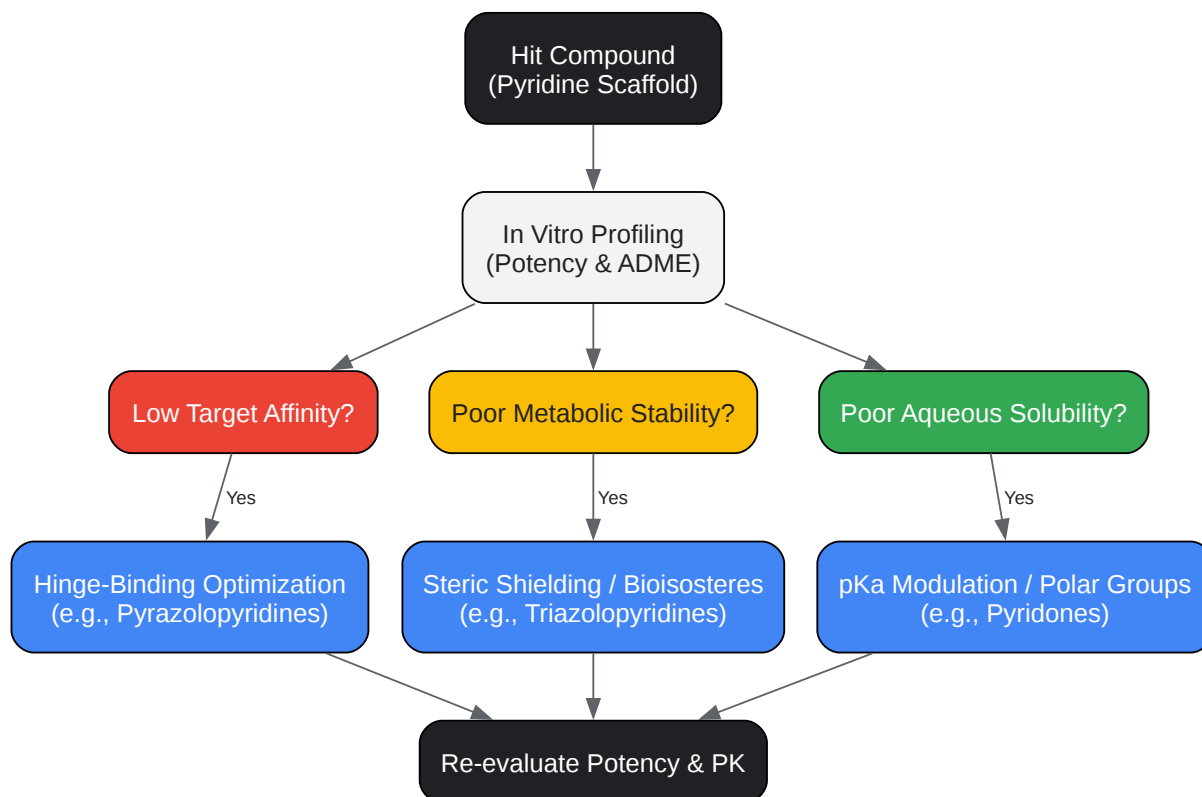 Hit Compound
(Pyridine Scaffold)
In Vitro Profiling
(Potency & ADME)
Low Target Affinity?
Poor Metabolic Stability?
Poor Aqueous Solubility?
Yes
Yes
Yes
Hinge-Binding Optimization
(e.g., Pyrazolopyridines)
Steric Shielding / Bioisosteres
(e.g., Triazolopyridines)
pKa Modulation / Polar Groups
(e.g., Pyridones)
Re-evaluate Potency & PK